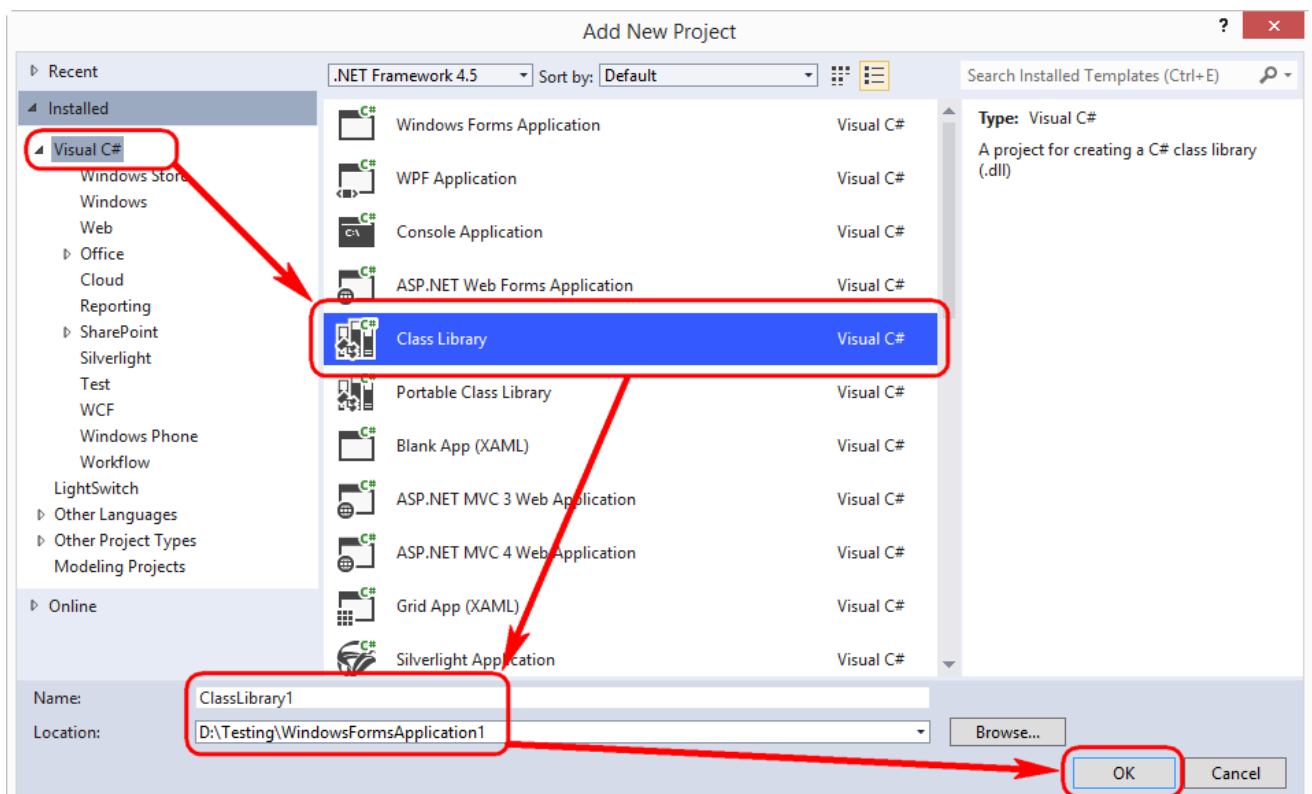 Add New Project
?
Recent
Installed
Visual C#
Windows Store
Windows
Web
Office
Cloud
Reporting
SharePoint
Silverlight
Test
WCF
Windows Phone
Workflow
LightSwitch
Other Languages
Other Project Types
Modeling Projects
Online
.NET Framework 4.5 Sort by: Default
Windows Forms Application Visual C#
WPF Application Visual C#
Console Application Visual C#
ASP.NET Web Forms Application Visual C#
Class Library Visual C#
Portable Class Library Visual C#
Blank App (XAML) Visual C#
ASP.NET MVC 3 Web Application Visual C#
ASP.NET MVC 4 Web Application Visual C#
Grid App (XAML) Visual C#
Silverlight Application Visual C#
Search Installed Templates (Ctrl+E)
Type: Visual C#
A project for creating a C# class library
(.dll)
Name: ClassLibrary1
Location: D:\Testing\WindowsFormsApplication1 Browse...
OK Cancel